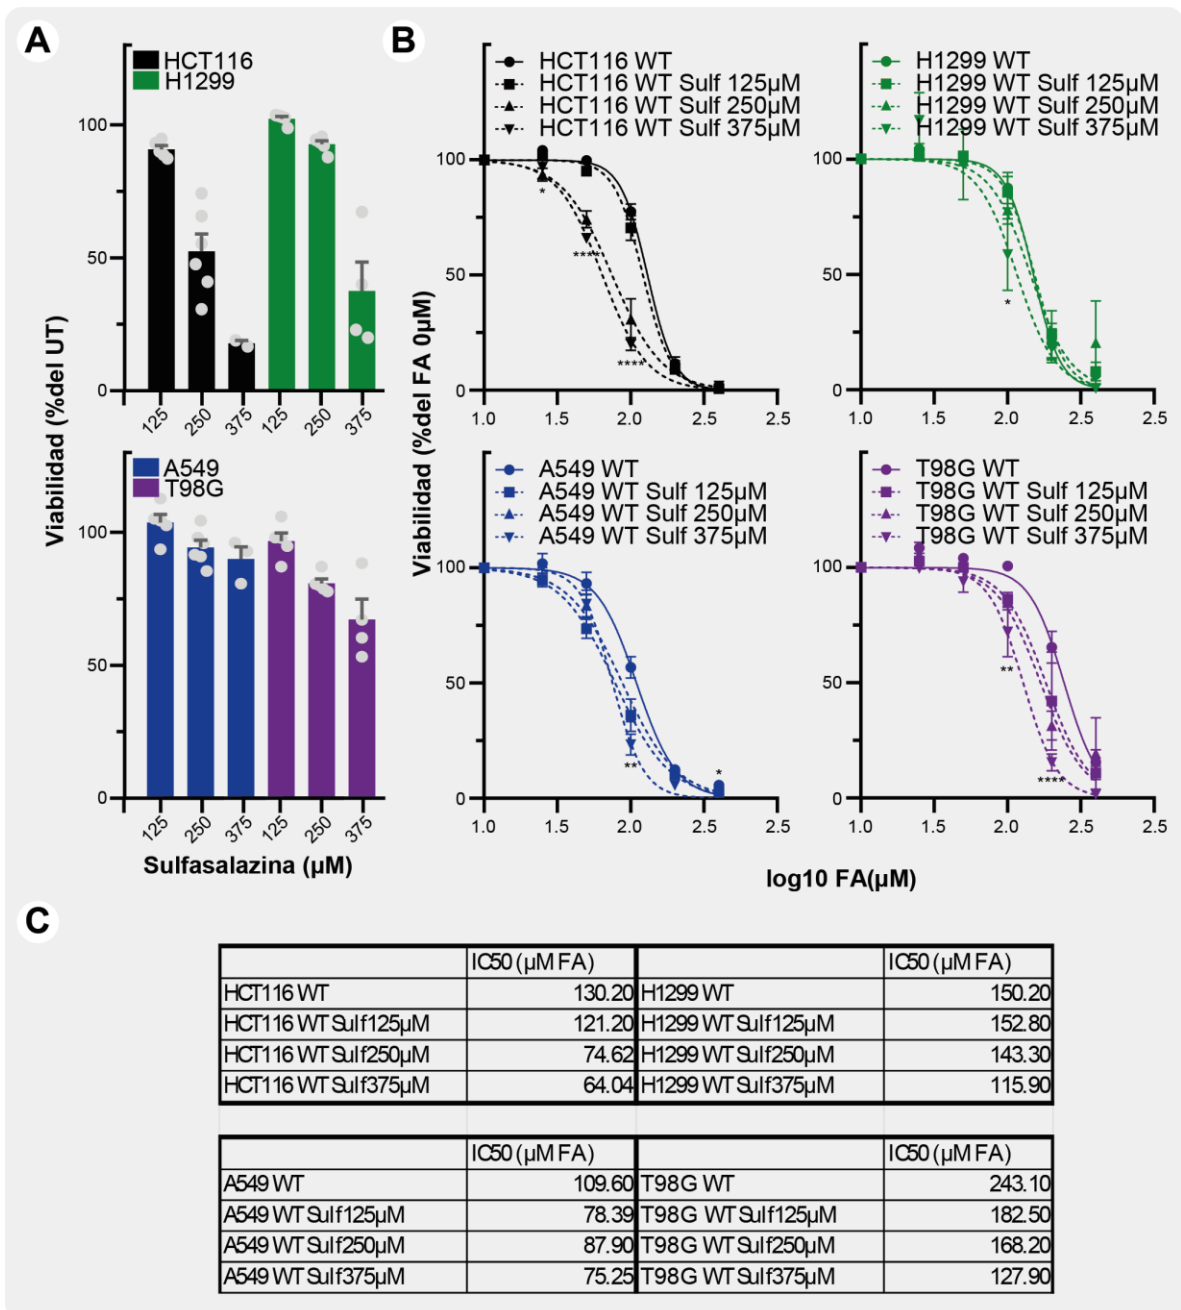 A
HCT116
H1299
100
50
0
125
250
375
125
250
375
A549
T98G
100
50
0
125
250
375
125
250
375
Viabilidad (%del UT)
Sulfasalazina (µM)
B
HCT116 WT
HCT116 WT Sulf 125µM
HCT116 WT Sulf 250µM
HCT116 WT Sulf 375µM
100
50
0
*
****
****
1.0
1.5
2.0
2.5
2.5
H1299 WT
H1299 WT Sulf 125µM
H1299 WT Sulf 250µM
H1299 WT Sulf 375µM
100
50
0
*
1.0
1.5
2.0
2.5
2.5
A549 WT
A549 WT Sulf 125µM
A549 WT Sulf 250µM
A549 WT Sulf 375µM
100
50
0
**
*
1.0
1.5
2.0
2.5
2.5
T98G WT
T98G WT Sulf 125µM
T98G WT Sulf 250µM
T98G WT Sulf 375µM
100
50
0
**
****
1.0
1.5
2.0
2.5
2.5
Viabilidad (%del FA 0µM)
log10 FA(µM)
C
IC50 (µM FA) IC50 (µM FA)
HCT116 WT 130.20 H1299 WT 150.20
HCT116 WT Sulf125µM 121.20 H1299 WT Sulf125µM 152.80
HCT116 WT Sulf250µM 74.62 H1299 WT Sulf250µM 143.30
HCT116 WT Sulf375µM 64.04 H1299 WT Sulf375µM 115.90
IC50 (µM FA) IC50 (µM FA)
A549 WT 109.60 T98G WT 243.10
A549 WT Sulf125µM 78.39 T98G WT Sulf125µM 182.50
A549 WT Sulf250µM 87.90 T98G WT Sulf250µM 168.20
A549 WT Sulf375µM 75.25 T98G WT Sulf375µM 127.90